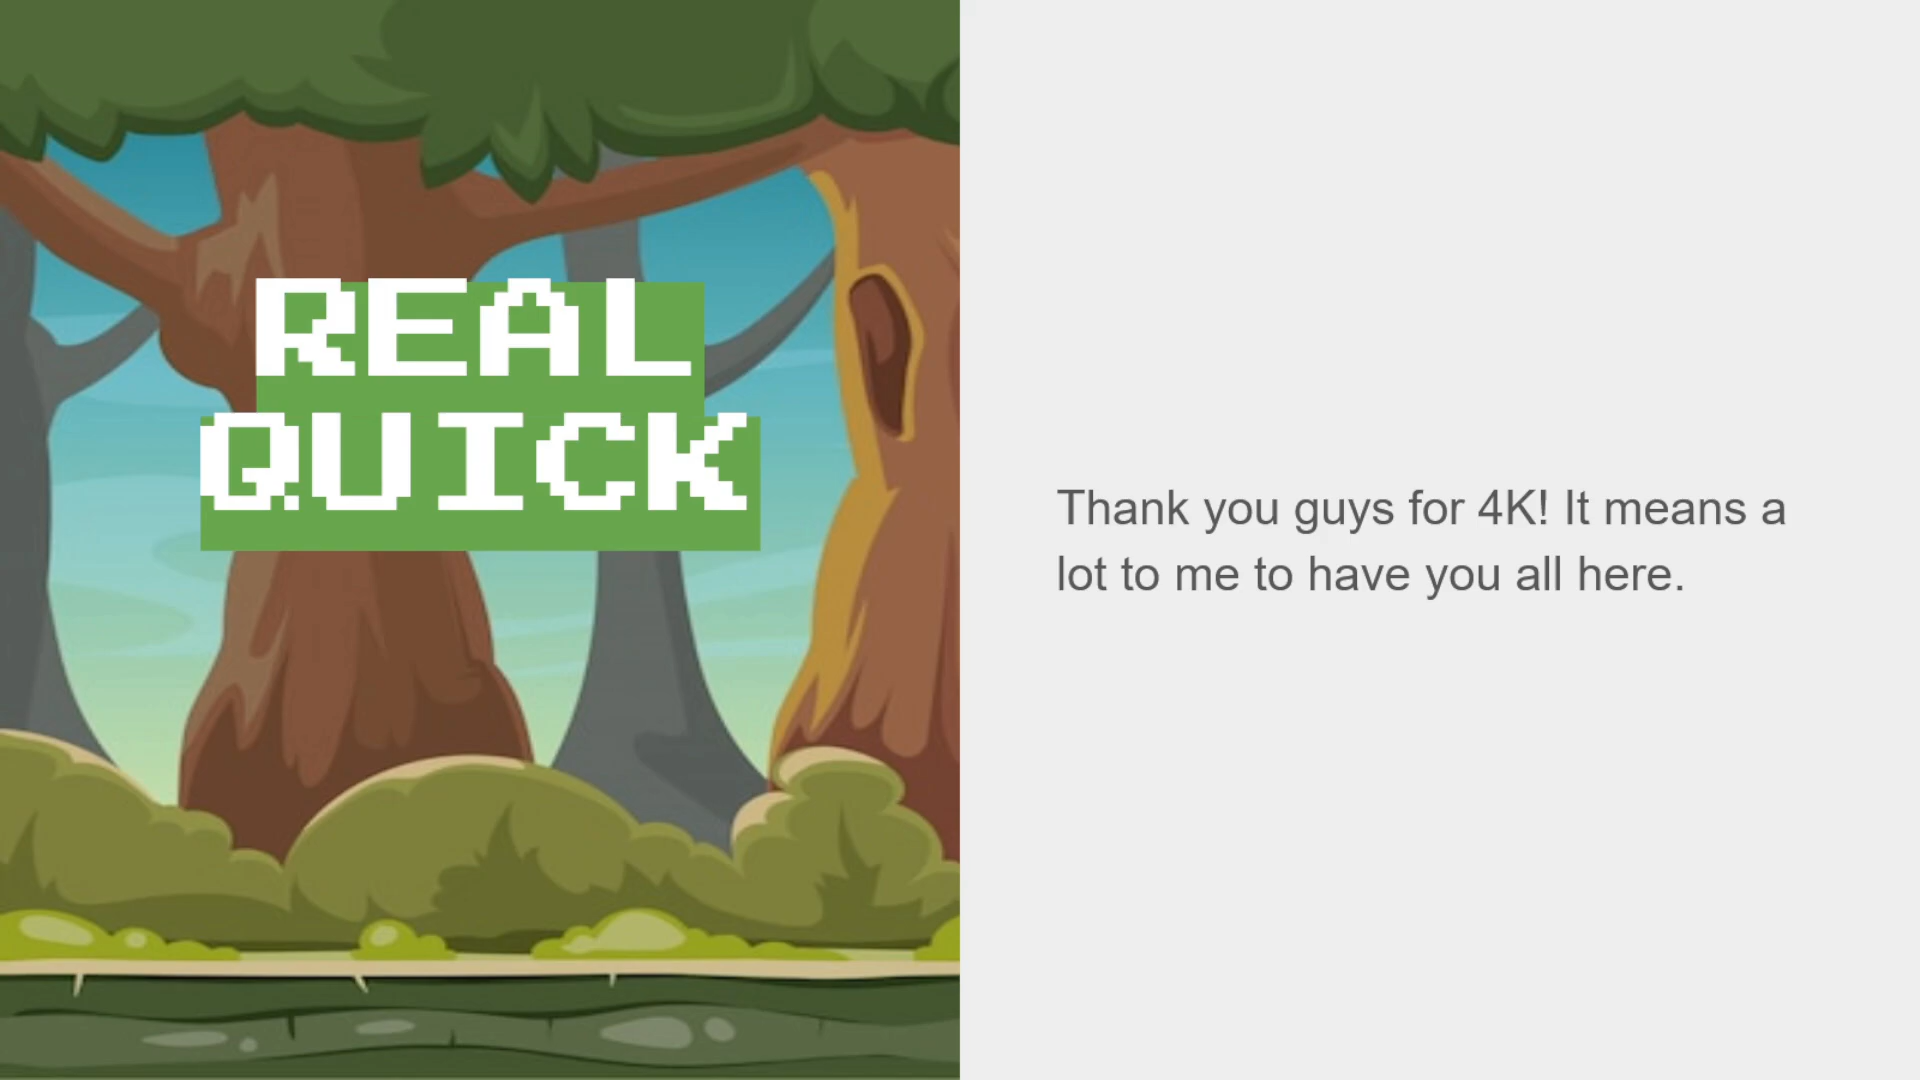 REAL
QUICK
Thank you guys for 4K! It means a
lot to me to have you all here.